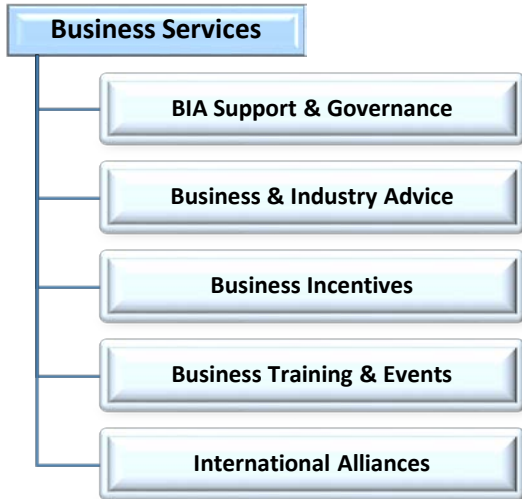 Business Services
BIA Support & Governance
Business & Industry Advice
Business Incentives
Business Training & Events
International Alliances